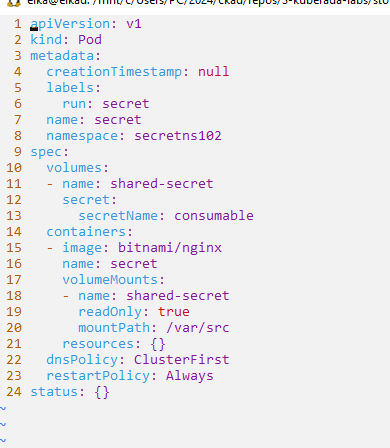 elka@elkad: /mnt/c/Users/PC/2024/ckad/repos/3-kuberada-labs/sto
1 apiVersion: v1
2 kind: Pod
3 metadata:
4   creationTimestamp: null
5   labels:
6     run: secret
7   name: secret
8   namespace: secretns102
9 spec:
10   volumes:
11   - name: shared-secret
12     secret:
13       secretName: consumable
14   containers:
15   - image: bitnami/nginx
16     name: secret
17     volumeMounts:
18     - name: shared-secret
19       readOnly: true
20       mountPath: /var/src
21     resources: {}
22   dnsPolicy: ClusterFirst
23   restartPolicy: Always
24 status: {}
~
~
~